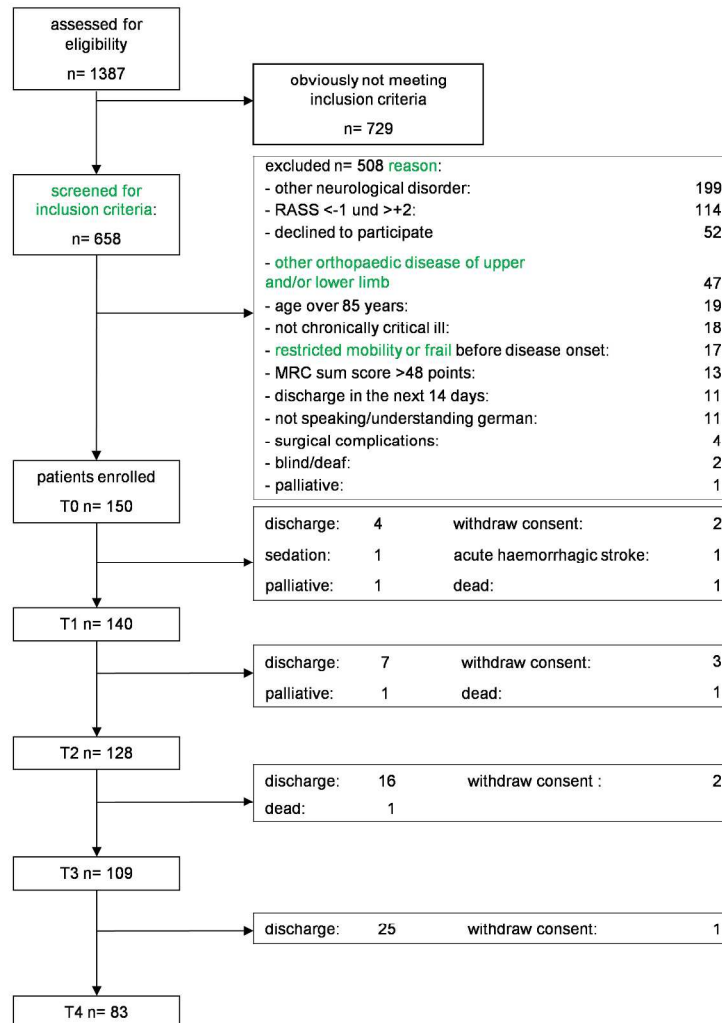 assessed for
eligibility
n= 1387
obviously not meeting
inclusion criteria
n= 729
screened for
inclusion criteria:
n= 658
excluded n= 508 reason:
- other neurological disorder: 199
- RASS <-1 und >+2: 114
- declined to participate 52
- other orthopaedic disease of upper
and/or lower limb 47
- age over 85 years: 19
- not chronically critical ill: 18
- restricted mobility or frail before disease onset: 17
- MRC sum score >48 points: 13
- discharge in the next 14 days: 11
- not speaking/understanding german: 11
- surgical complications: 4
- blind/deaf: 2
- palliative: 1
patients enrolled
T0 n= 150
discharge: 4 withdraw consent: 2
sedation: 1 acute haemorrhagic stroke: 1
palliative: 1 dead: 1
T1 n= 140
discharge: 7 withdraw consent: 3
palliative: 1 dead: 1
T2 n= 128
discharge: 16 withdraw consent : 2
dead: 1
T3 n= 109
discharge: 25 withdraw consent: 1
T4 n= 83